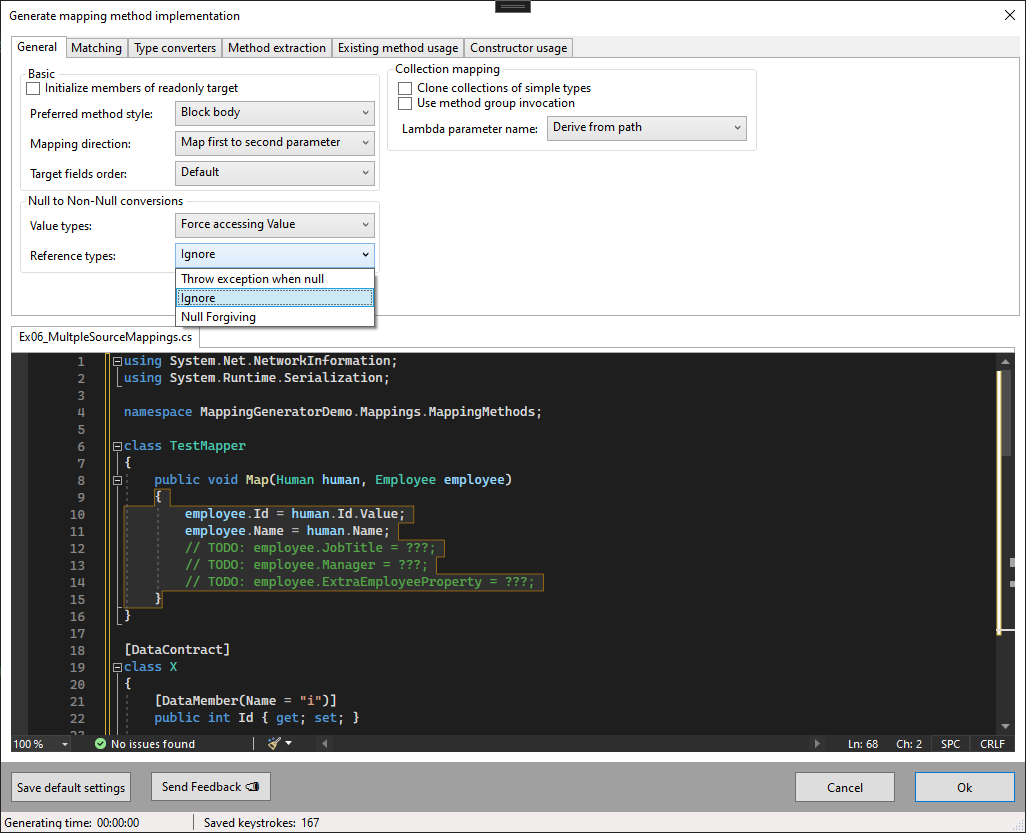 Generate mapping method implementation
General
Matching
Type converters
Method extraction
Existing method usage
Constructor usage
Basic
Initialize members of readonly target
Preferred method style:
Block body
Mapping direction:
Map first to second parameter
Target fields order:
Default
Null to Non-Null conversions
Value types:
Force accessing Value
Reference types:
Ignore
Throw exception when null
Ignore
Null Forgiving
Collection mapping
Clone collections of simple types
Use method group invocation
Lambda parameter name:
Derive from path
Ex06_MultpleSourceMappings.cs
1 using System.Net.NetworkInformation;
2 using System.Runtime.Serialization;
3
4 namespace MappingGeneratorDemo.Mappings.MappingMethods;
5
6 class TestMapper
7 {
8 public void Map(Human human, Employee employee)
9 {
10 employee.Id = human.Id.Value;
11 employee.Name = human.Name;
12 // TODO: employee.JobTitle = ???;
13 // TODO: employee.Manager = ???;
14 // TODO: employee.ExtraEmployeeProperty = ???;
15 }
16 }
17
18 [DataContract]
19 class X
20 {
21 [DataMember(Name = "i")]
22 public int Id { get; set; }
100 %
No issues found
Ln: 68
Ch: 2
SPC
CRLF
Save default settings
Send Feedback
Cancel
Ok
Generating time: 00:00:00
Saved keystrokes: 167